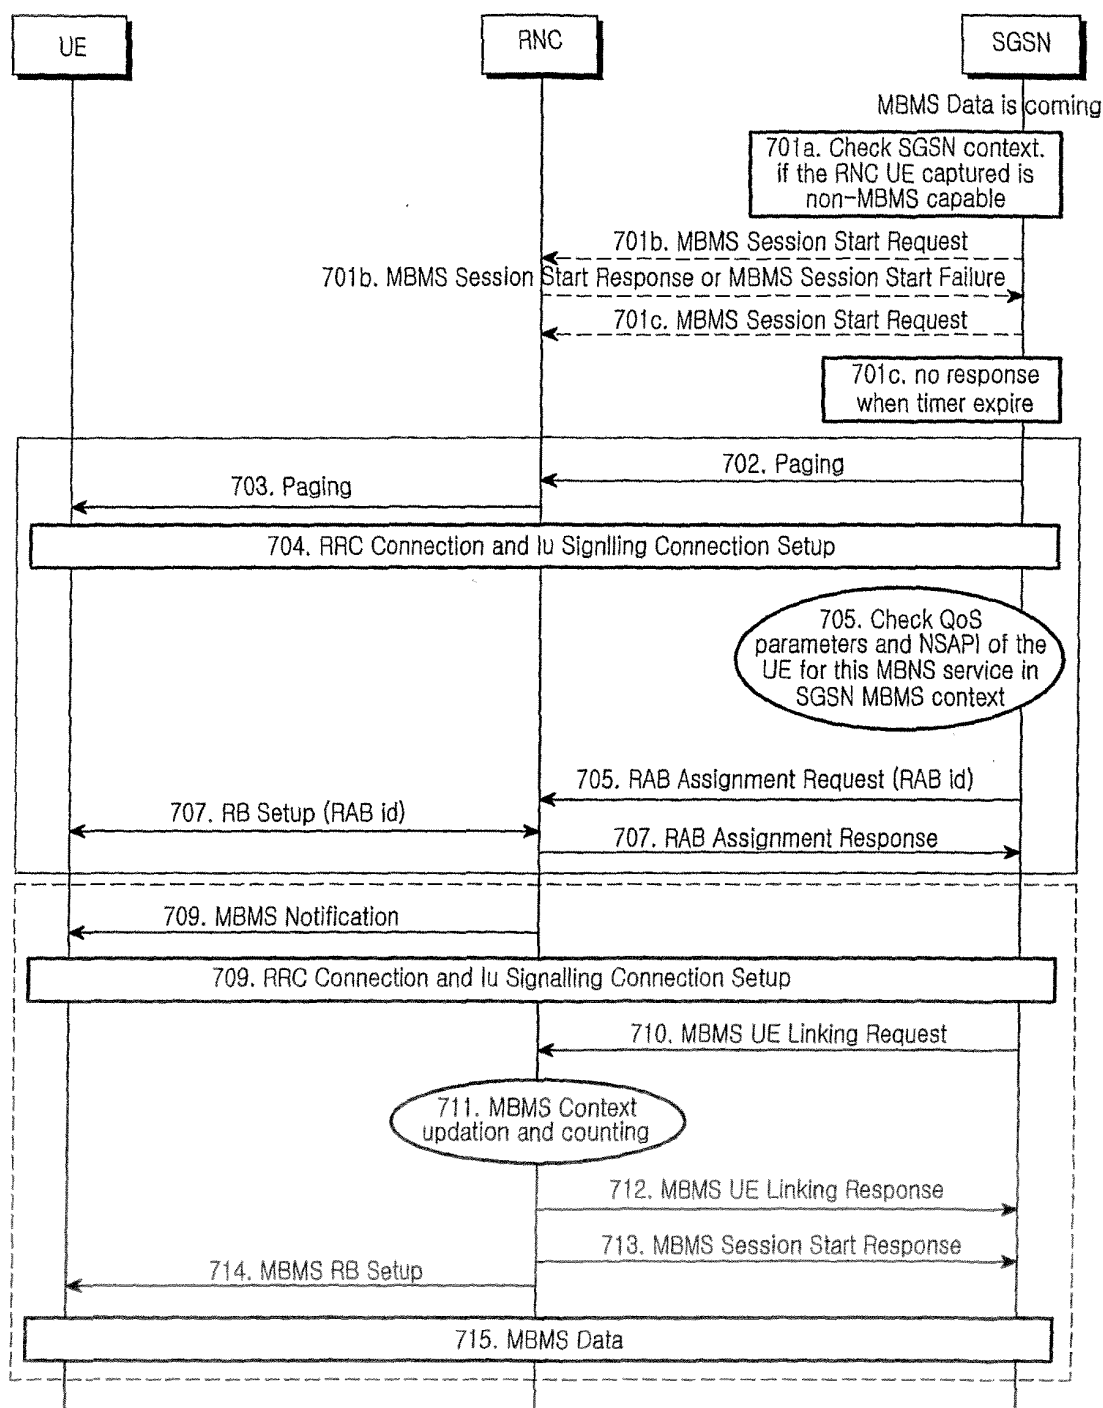 UE
RNC
SGSN
MBMS Data is coming
701a. Check SGSN context.
if the RNC UE captured is
non-MBMS capable
701b. MBMS Session Start Request
701b. MBMS Session Start Response or MBMS Session Start Failure
701c. MBMS Session Start Request
701c. no response
when timer expire
702. Paging
703. Paging
704. RRC Connection and Iu Signlling Connection Setup
705. Check QoS
parameters and NSAPI of the
UE for this MBNS service in
SGSN MBMS context
705. RAB Assignment Request (RAB id)
707. RB Setup (RAB id)
707. RAB Assignment Response
709. MBMS Notification
709. RRC Connection and Iu Signalling Connection Setup
710. MBMS UE Linking Request
711. MBMS Context
updation and counting
712. MBMS UE Linking Response
713. MBMS Session Start Response
714. MBMS RB Setup
715. MBMS Data